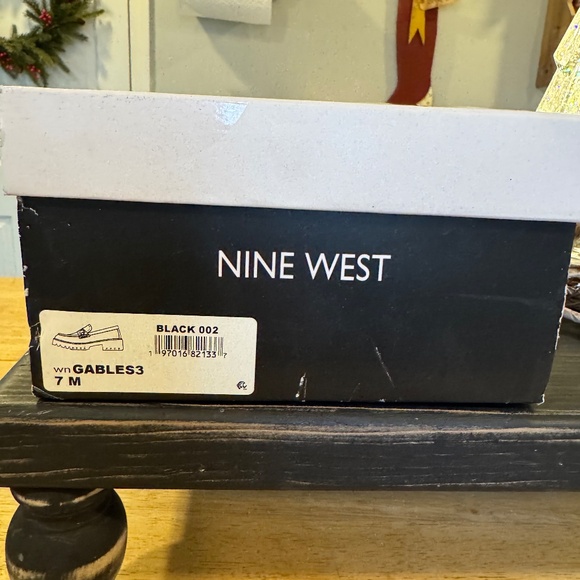 NINE WEST
BLACK 002
1 97016 82133 7
wnGABLES3
7 M